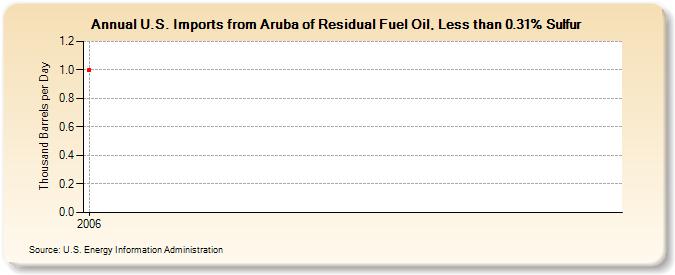 Annual U.S. Imports from Aruba of Residual Fuel Oil, Less than 0.31% Sulfur
Thousand Barrels per Day
1.2
1.0
0.8
0.6
0.4
0.2
0.0
2006
Source: U.S. Energy Information Administration